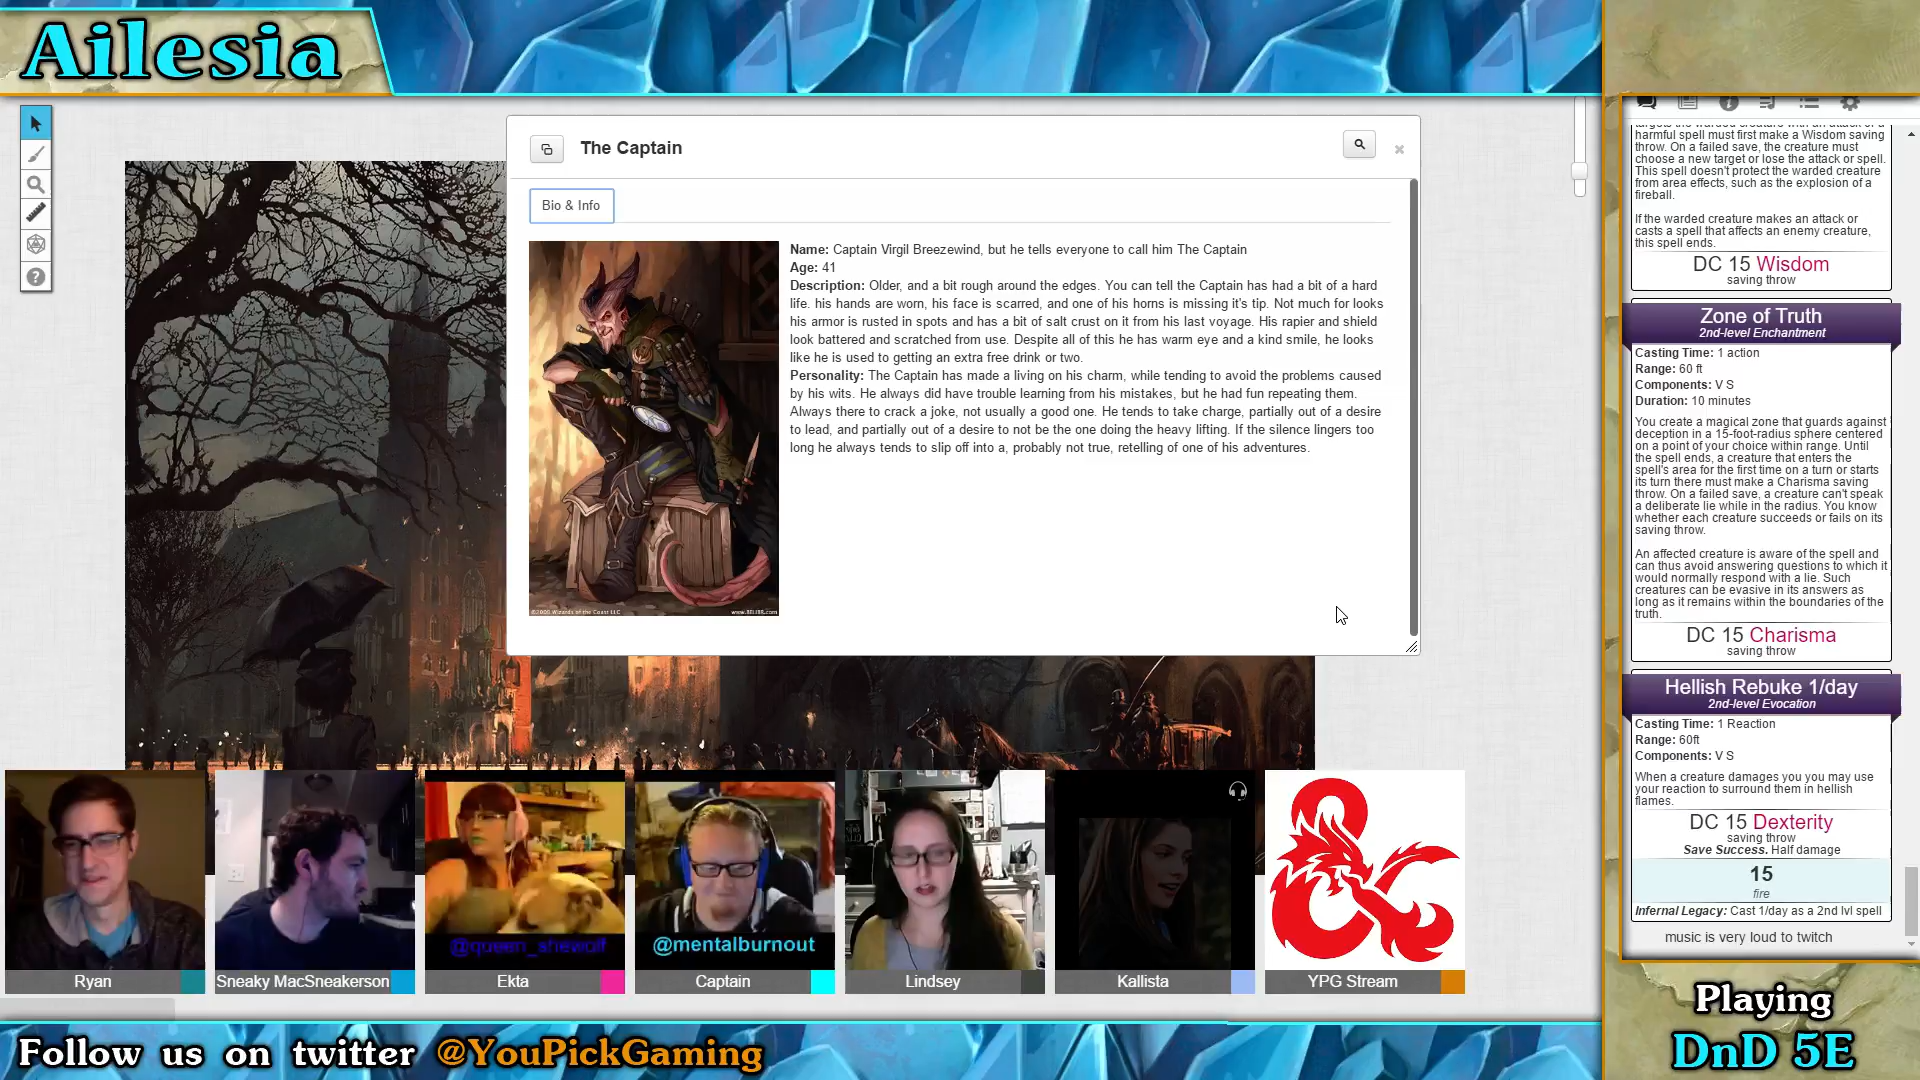 Ailesia
The Captain
Bio & Info
Name: Captain Virgil Breezewind, but he tells everyone to call him The Captain
Age: 41
Description: Older, and a bit rough around the edges. You can tell the Captain has had a bit of a hard
life. his hands are worn, his face is scarred, and one of his horns is missing it's tip. Not much for looks
his armor is rusted in spots and has a bit of salt crust on it from his last voyage. His rapier and shield
look battered and scratched from use. Despite all of this he has warm eye and a kind smile, he looks
like he is used to getting an extra free drink or two.
Personality: The Captain has made a living on his charm, while tending to avoid the problems caused
by his wits. He always did have trouble learning from his mistakes, but he had fun repeating them.
Always there to crack a joke, not usually a good one. He tends to take charge, partially out of a desire
to lead, and partially out of a desire to not be the one doing the heavy lifting. If the silence lingers too
long he always tends to slip off into a, probably not true, retelling of one of his adventures.
©2009 Wizards of the Coast LLC
targets the warded creature with an attack or a
harmful spell must first make a Wisdom saving
throw. On a failed save, the creature must
choose a new target or lose the attack or spell.
This spell doesn't protect the warded creature
from area effects, such as the explosion of a
fireball.
If the warded creature makes an attack or
casts a spell that affects an enemy creature,
this spell ends.
DC 15 Wisdom
saving throw
Zone of Truth
2nd-level Enchantment
Casting Time: 1 action
Range: 60 ft
Components: V S
Duration: 10 minutes
You create a magical zone that guards against
deception in a 15-foot-radius sphere centered
on a point of your choice within range. Until
the spell ends, a creature that enters the
spell's area for the first time on a turn or starts
its turn there must make a Charisma saving
throw. On a failed save, a creature can't speak
a deliberate lie while in the radius. You know
whether each creature succeeds or fails on its
saving throw.
An affected creature is aware of the spell and
can thus avoid answering questions to which it
would normally respond with a lie. Such
creatures can be evasive in its answers as
long as it remains within the boundaries of the
truth.
DC 15 Charisma
saving throw
Hellish Rebuke 1/day
2nd-level Evocation
Casting Time: 1 Reaction
Range: 60ft
Components: V S
When a creature damages you you may use
your reaction to surround them in hellish
flames.
DC 15 Dexterity
saving throw
Save Success. Half damage
15
fire
Infernal Legacy: Cast 1/day as a 2nd lvl spell
music is very loud to twitch
@queen_shewolf
@mentalburnout
Ryan
Sneaky MacSneakerson
Ekta
Captain
Lindsey
Kallista
YPG Stream
Follow us on twitter @YouPickGaming
Playing
DnD 5E